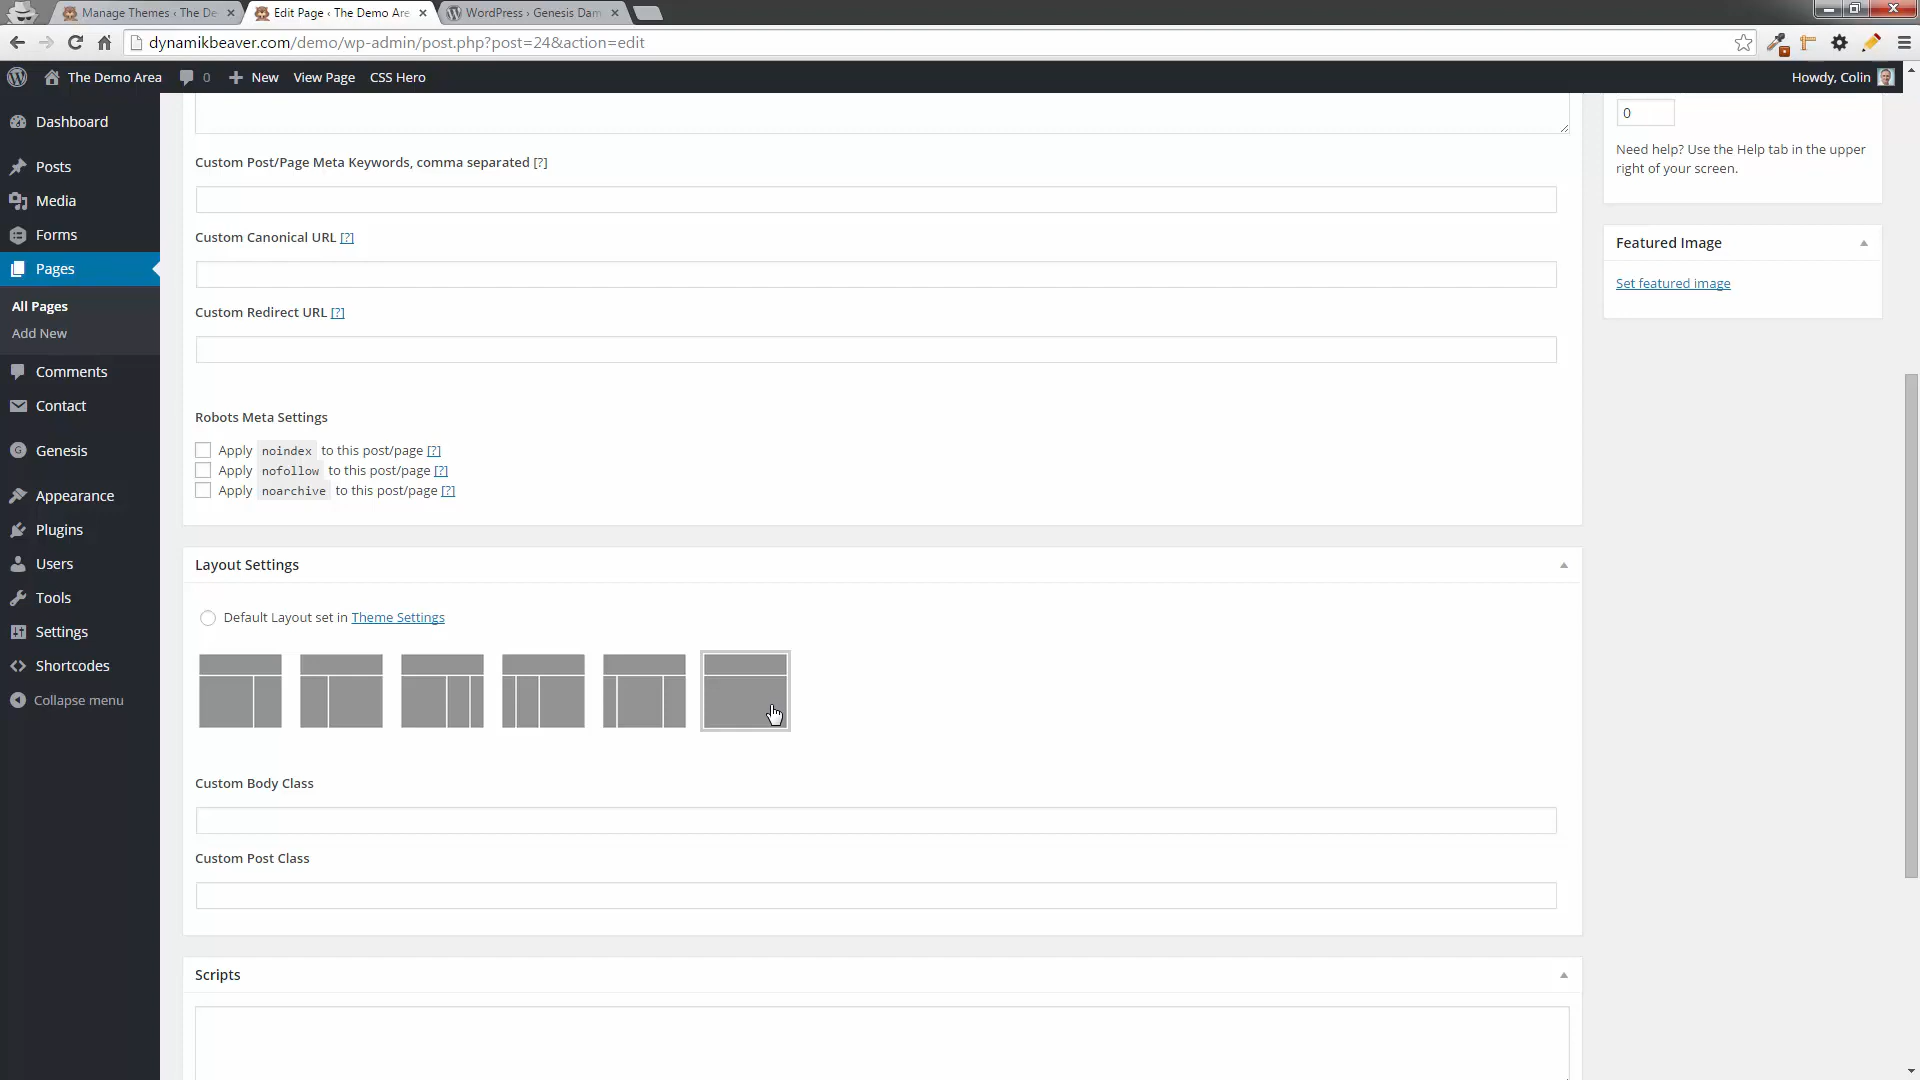 Manage Themes ‹ The De
Edit Page ‹ The Demo Are
WordPress › Genesis Dam
dynamikbeaver.com/demo/wp-admin/post.php?post=24&action=edit
The Demo Area
0
New
View Page
CSS Hero
Howdy, Colin
Dashboard
Posts
Media
Forms
Pages
All Pages
Add New
Comments
Contact
Genesis
Appearance
Plugins
Users
Tools
Settings
Shortcodes
Collapse menu
Custom Post/Page Meta Keywords, comma separated [?]
Custom Canonical URL [?]
Custom Redirect URL [?]
Robots Meta Settings
Apply noindex to this post/page [?]
Apply nofollow to this post/page [?]
Apply noarchive to this post/page [?]
Layout Settings
Default Layout set in Theme Settings
Custom Body Class
Custom Post Class
Scripts
0
Need help? Use the Help tab in the upper
right of your screen.
Featured Image
Set featured image